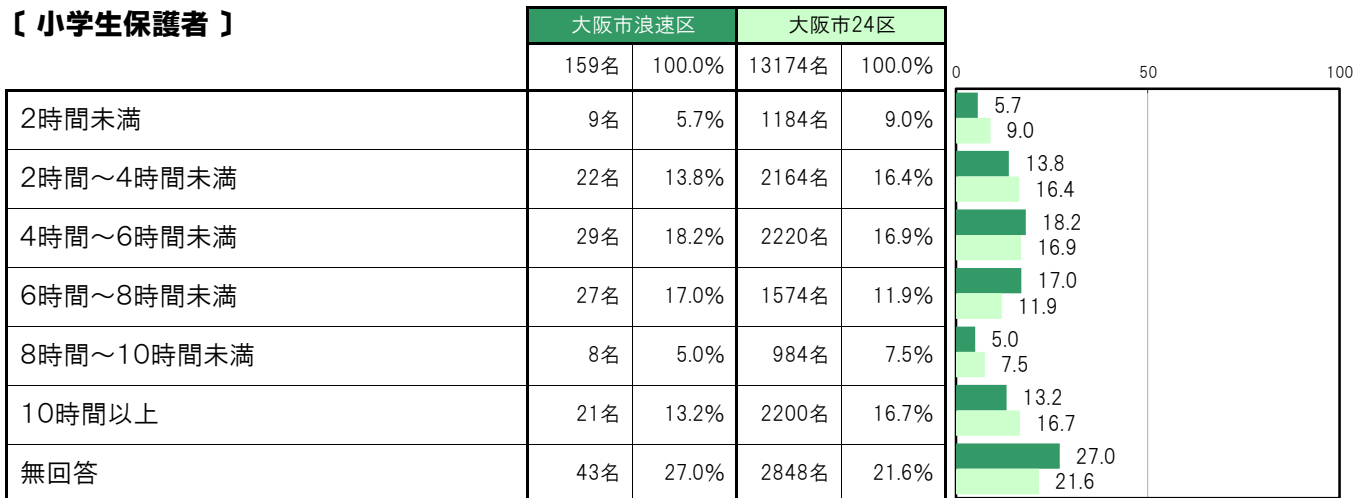 〔 小学生保護者 〕
大阪市浪速区 大阪市24区
159名 100.0% 13174名 100.0%
0 50 100
2時間未満 9名 5.7% 1184名 9.0% 5.7
9.0
2時間～4時間未満 22名 13.8% 2164名 16.4% 13.8
16.4
4時間～6時間未満 29名 18.2% 2220名 16.9% 18.2
16.9
6時間～8時間未満 27名 17.0% 1574名 11.9% 17.0
11.9
8時間～10時間未満 8名 5.0% 984名 7.5% 5.0
7.5
10時間以上 21名 13.2% 2200名 16.7% 13.2
16.7
無回答 43名 27.0% 2848名 21.6% 27.0
21.6